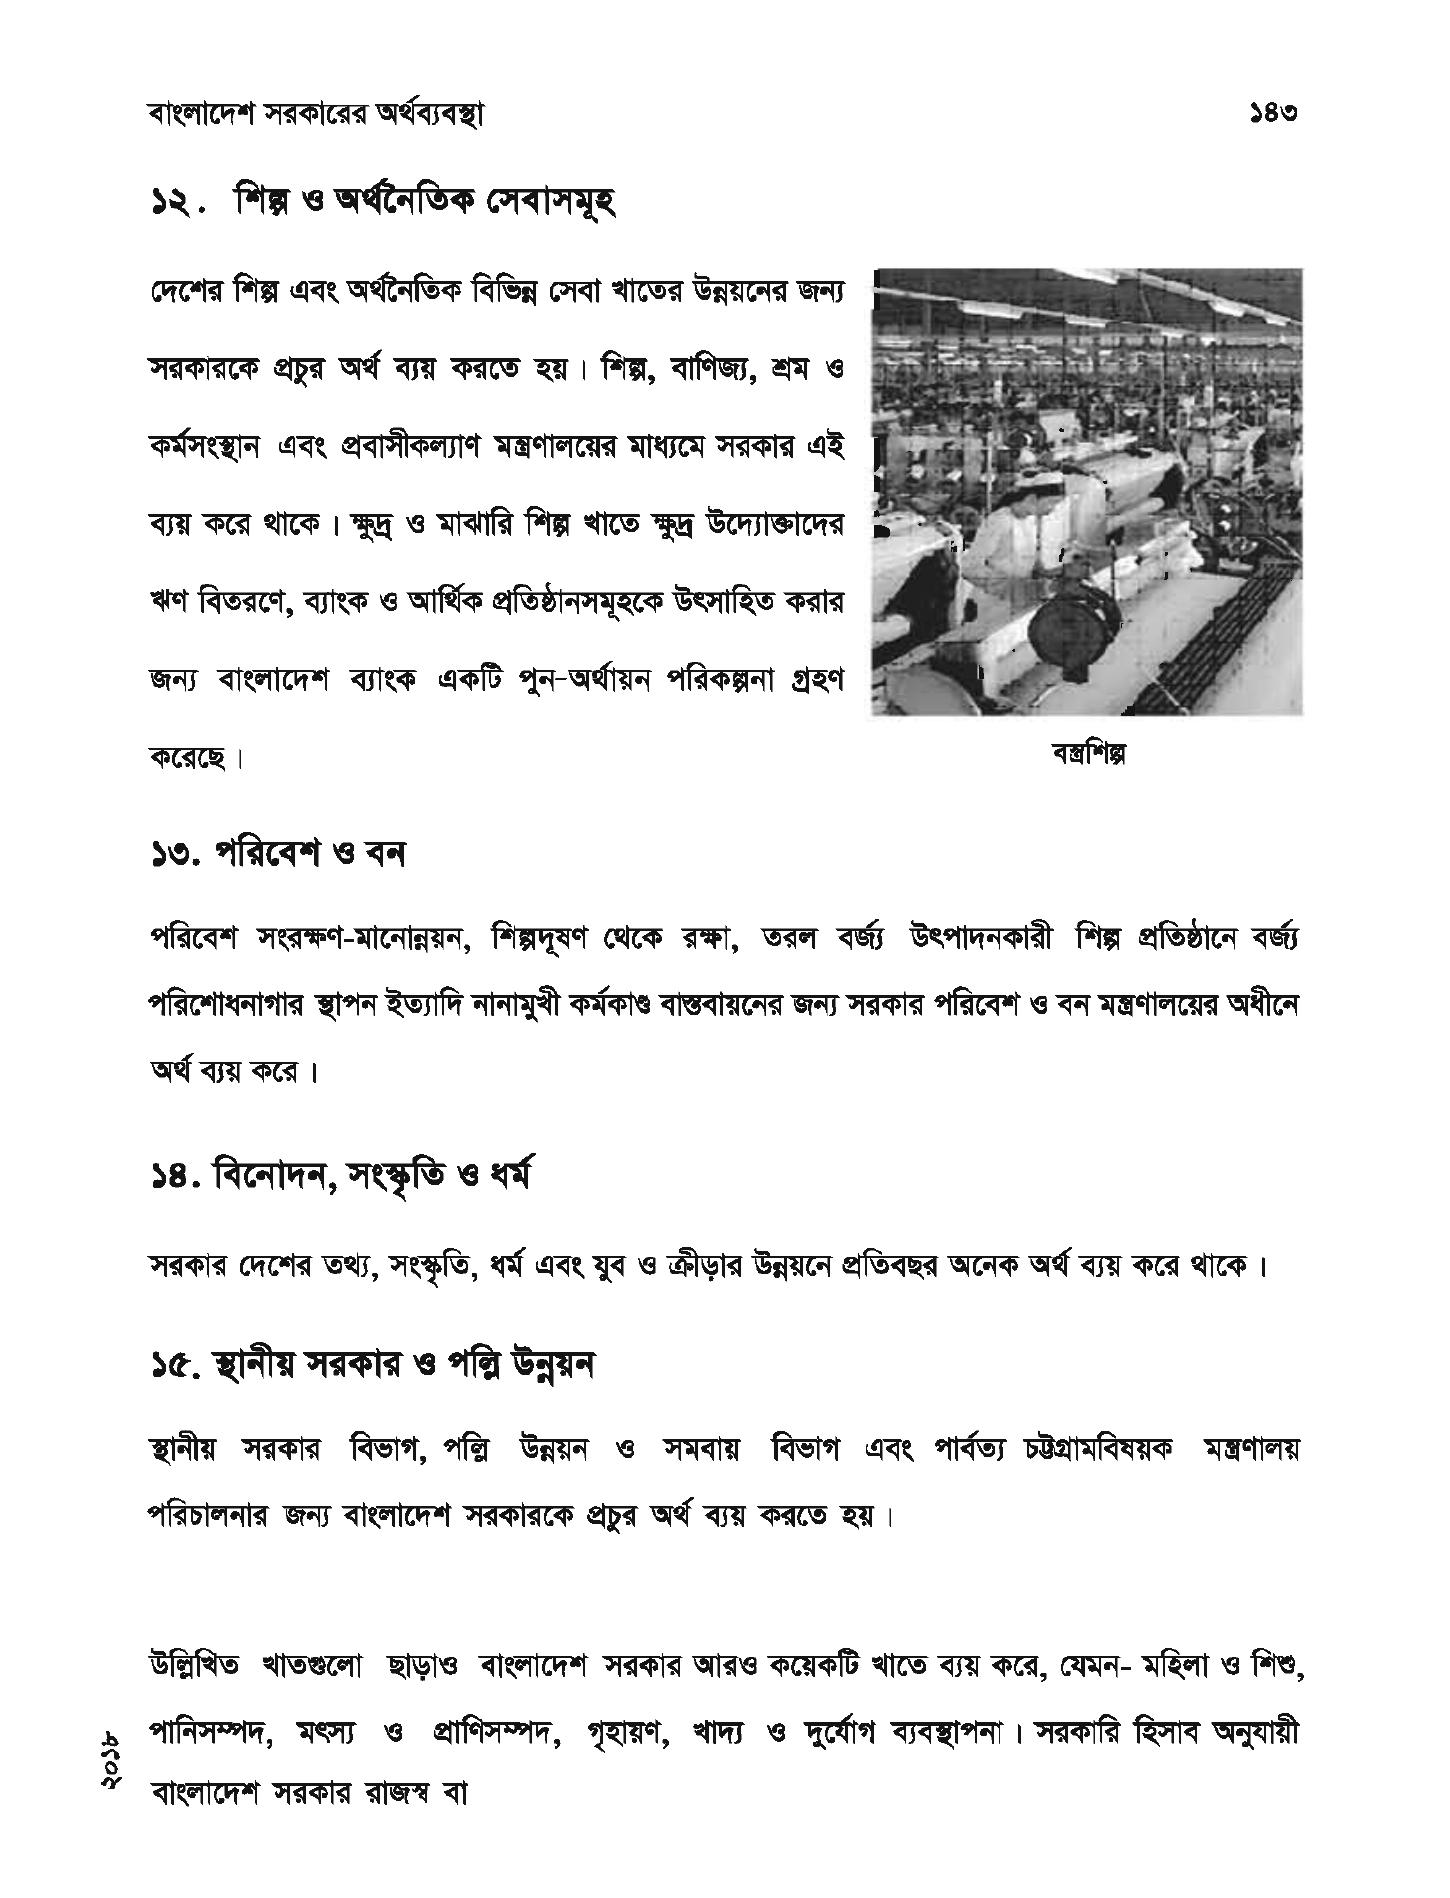 বাংলাদেশ সরকারের অর্থব্যবস্থা ১৪৩
১২. শিল্প ও অর্থনৈতিক সেবাসমূহ
দেশের শিল্প এবং অর্থনৈতিক বিভিন্ন সেবা খাতের উন্নয়নের জন্য
সরকারকে প্রচুর অর্থ ব্যয় করতে হয়। শিল্প, বাণিজ্য, শ্রম ও
কর্মসংস্থান এবং প্রবাসীকল্যাণ মন্ত্রণালয়ের মাধ্যমে সরকার এই
ব্যয় করে থাকে। ক্ষুদ্র ও মাঝারি শিল্প খাতে ক্ষুদ্র উদ্যোক্তাদের
ঋণ বিতরণে, ব্যাংক ও আর্থিক প্রতিষ্ঠানসমূহকে উৎসাহিত করার
জন্য বাংলাদেশ ব্যাংক একটি পুন-অর্থায়ন পরিকল্পনা গ্রহণ
করেছে।
বস্ত্রশিল্প
১৩. পরিবেশ ও বন
পরিবেশ সংরক্ষণ-মানোন্নয়ন, শিল্পদূষণ থেকে রক্ষা, তরল বর্জ্য উৎপাদনকারী শিল্প প্রতিষ্ঠানে বর্জ্য
পরিশোধনাগার স্থাপন ইত্যাদি নানামুখী কর্মকাণ্ড বাস্তবায়নের জন্য সরকার পরিবেশ ও বন মন্ত্রণালয়ের অধীনে
অর্থ ব্যয় করে।
১৪. বিনোদন, সংস্কৃতি ও ধর্ম
সরকার দেশের তথ্য, সংস্কৃতি, ধর্ম এবং যুব ও ক্রীড়ার উন্নয়নে প্রতিবছর অনেক অর্থ ব্যয় করে থাকে।
১৫. স্থানীয় সরকার ও পল্লি উন্নয়ন
স্থানীয় সরকার বিভাগ, পল্লি উন্নয়ন ও সমবায় বিভাগ এবং পার্বত্য চট্টগ্রামবিষয়ক মন্ত্রণালয়
পরিচালনার জন্য বাংলাদেশ সরকারকে প্রচুর অর্থ ব্যয় করতে হয়।
উল্লিখিত খাতগুলো ছাড়াও বাংলাদেশ সরকার আরও কয়েকটি খাতে ব্যয় করে, যেমন- মহিলা ও শিশু,
পানিসম্পদ, মৎস্য ও প্রাণিসম্পদ, গৃহায়ণ, খাদ্য ও দুর্যোগ ব্যবস্থাপনা। সরকারি হিসাব অনুযায়ী
বাংলাদেশ সরকার রাজস্ব বা
২০১৮